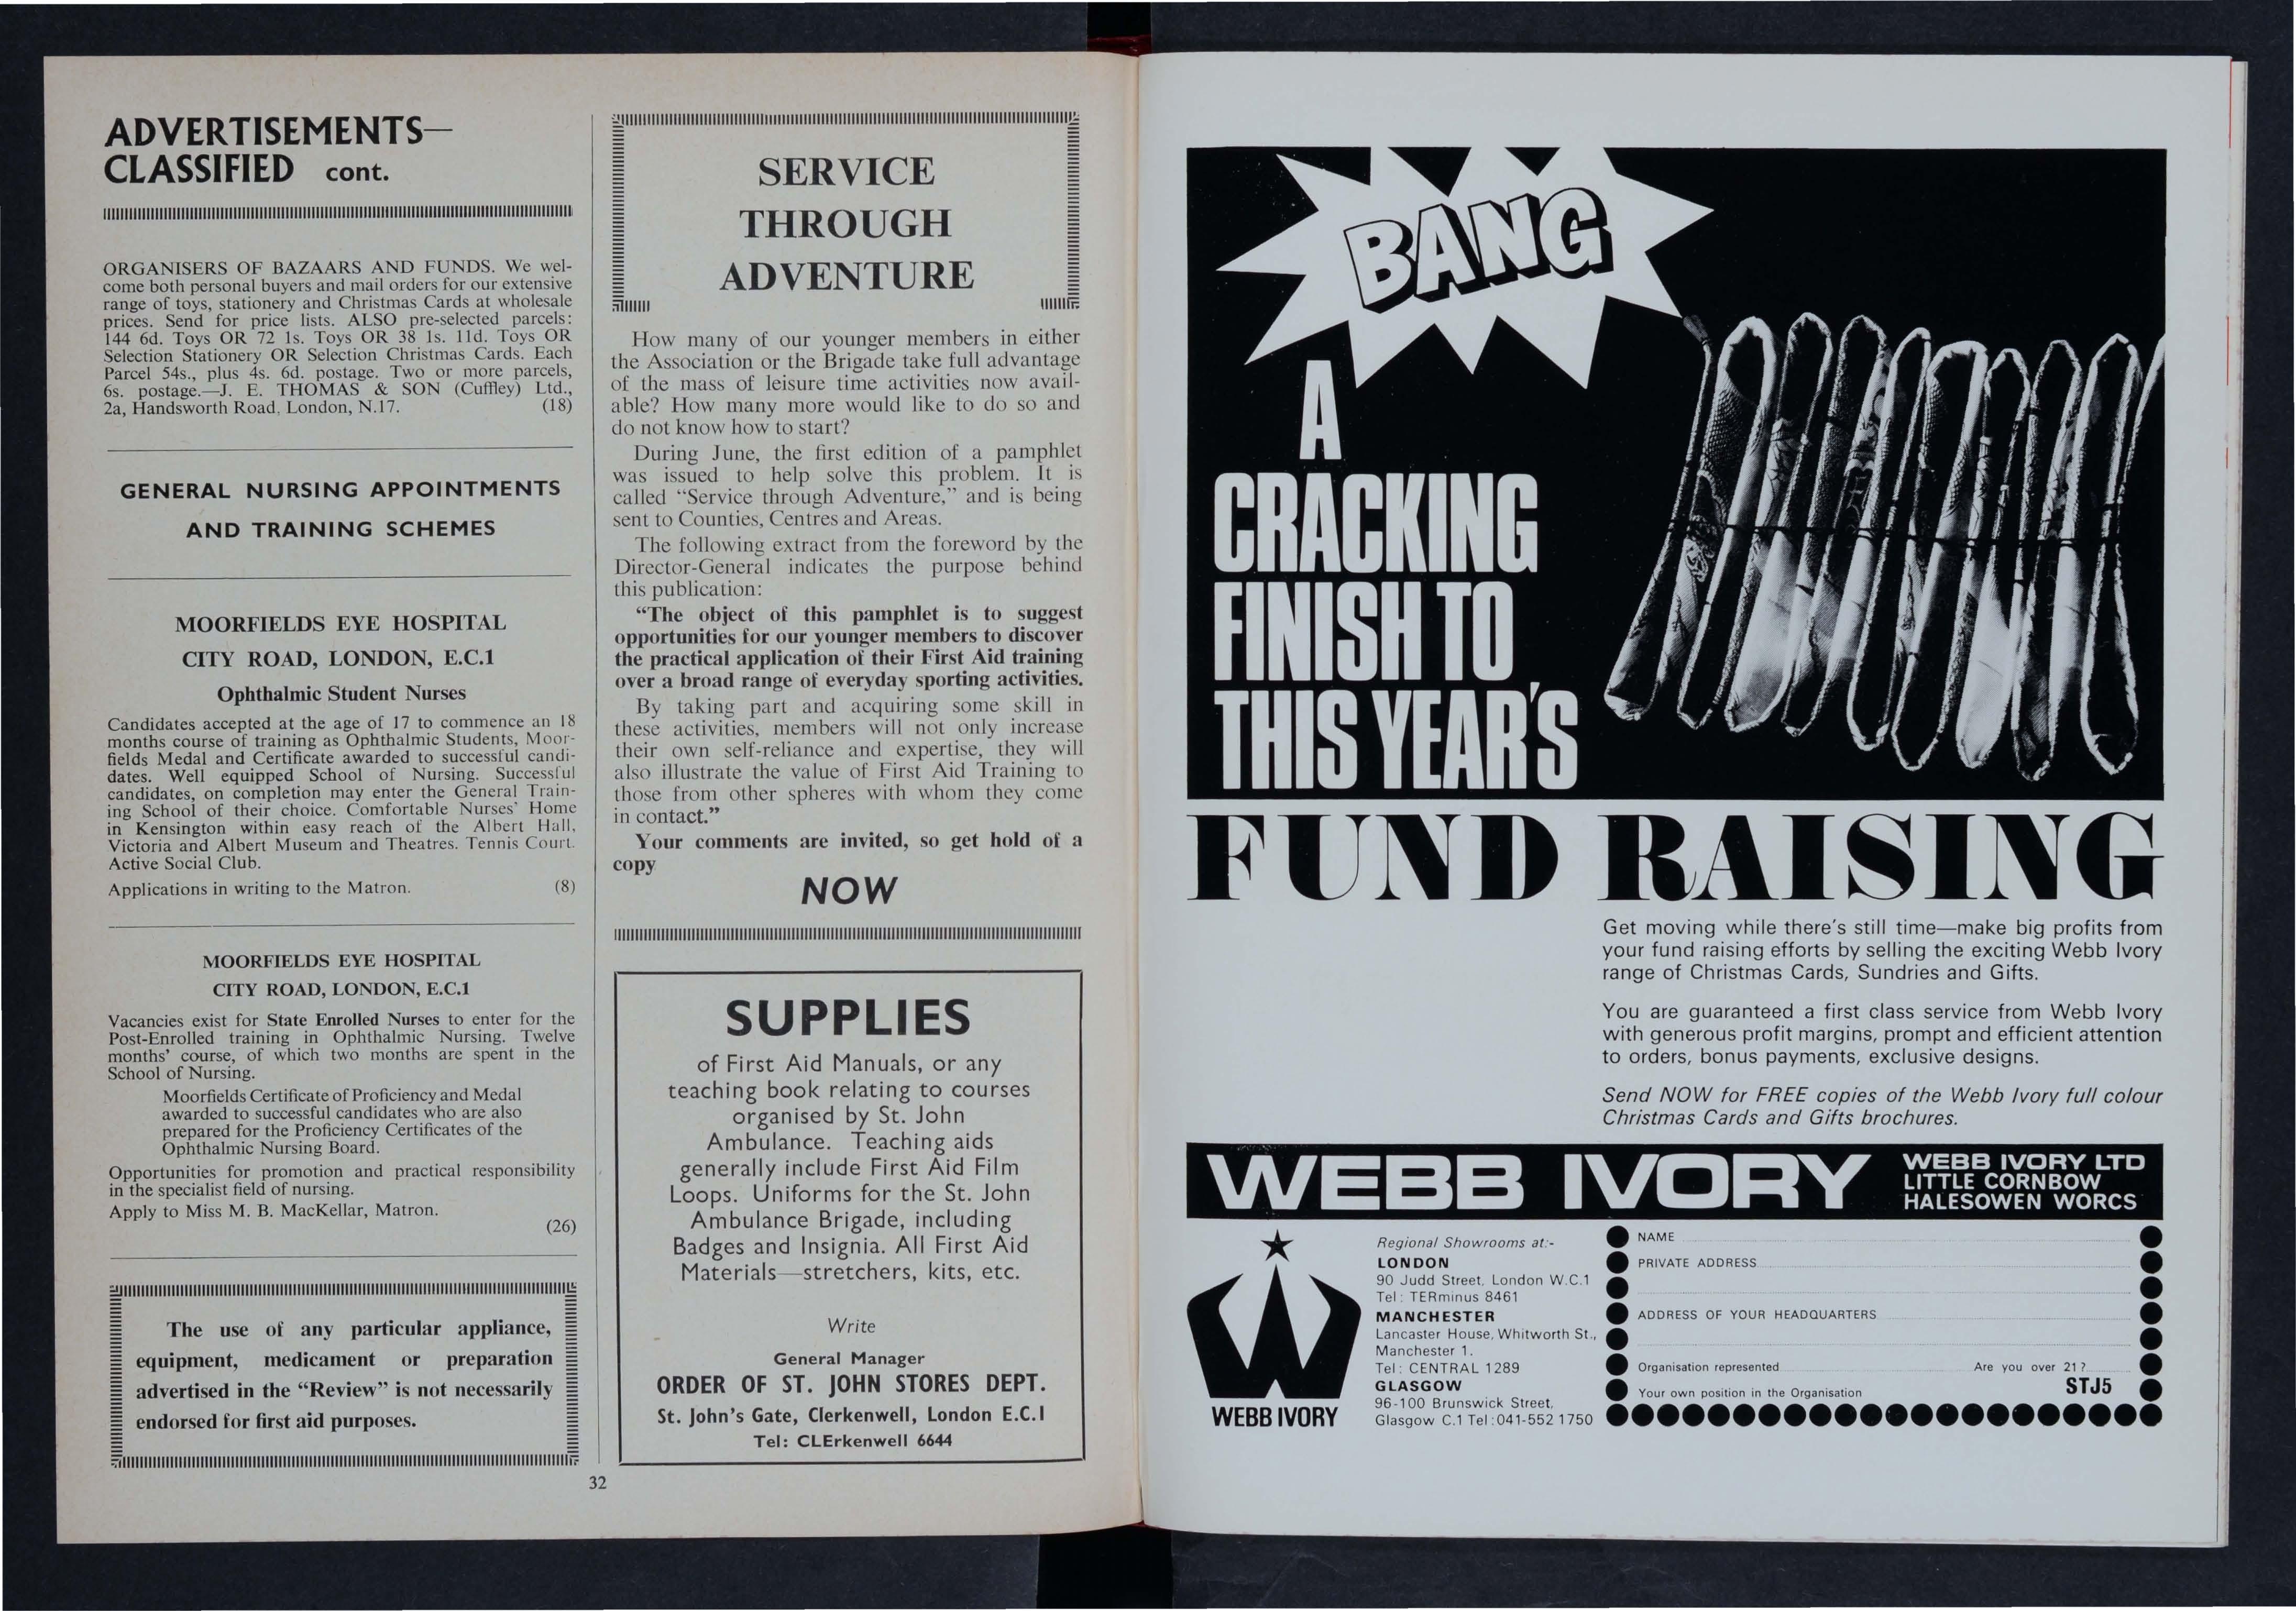 ADVERTISEMENTS—
CLASSIFIED cont.
ORGANISERS OF BAZAARS AND FUNDS. We wel-
come both personal buyers and mail orders for our extensive
range of toys, stationery and Christmas Cards at wholesale
prices. Send for price lists. ALSO pre-selected parcels:
144 6d. Toys OR 72 1s. Toys OR 38 1s. 11d. Toys OR
Selection Stationery OR Selection Christmas Cards. Each
Parcel 54s., plus 4s. 6d. postage. Two or more parcels,
6s. postage.—J. E. THOMAS & SON (Cuffley) Ltd.,
2a, Handsworth Road, London, N.17. (18)
GENERAL NURSING APPOINTMENTS
AND TRAINING SCHEMES
MOORFIELDS EYE HOSPITAL
CITY ROAD, LONDON, E.C.1
Ophthalmic Student Nurses
Candidates accepted at the age of 17 to commence an 18
months course of training as Ophthalmic Students, Moor-
fields Medal and Certificate awarded to successful candi-
dates. Well equipped School of Nursing. Successful
candidates, on completion may enter the General Train-
ing School of their choice. Comfortable Nurses' Home
in Kensington within easy reach of the Albert Hall,
Victoria and Albert Museum and Theatres. Tennis Court.
Active Social Club.
Applications in writing to the Matron. (8)
MOORFIELDS EYE HOSPITAL
CITY ROAD, LONDON, E.C.1
Vacancies exist for State Enrolled Nurses to enter for the
Post-Enrolled training in Ophthalmic Nursing. Twelve
months' course, of which two months are spent in the
School of Nursing.
Moorfields Certificate of Proficiency and Medal
awarded to successful candidates who are also
prepared for the Proficiency Certificates of the
Ophthalmic Nursing Board.
Opportunities for promotion and practical responsibility
in the specialist field of nursing.
Apply to Miss M. B. MacKellar, Matron.
(26)
The use of any particular appliance,
equipment, medicament or preparation
advertised in the "Review" is not necessarily
endorsed for first aid purposes.
SERVICE
THROUGH
ADVENTURE
How many of our younger members in either
the Association or the Brigade take full advantage
of the mass of leisure time activities now avail-
able? How many more would like to do so and
do not know how to start?
During June, the first edition of a pamphlet
was issued to help solve this problem. It is
called "Service through Adventure," and is being
sent to Counties, Centres and Areas.
The following extract from the foreword by the
Director-General indicates the purpose behind
this publication:
"The object of this pamphlet is to suggest
opportunities for our younger members to discover
the practical application of their First Aid training
over a broad range of everyday sporting activities.
By taking part and acquiring some skill in
these activities, members will not only increase
their own self-reliance and expertise, they will
also illustrate the value of First Aid Training to
those from other spheres with whom they come
in contact."
Your comments are invited, so get hold of a
copy
NOW
SUPPLIES
of First Aid Manuals, or any
teaching book relating to courses
organised by St. John
Ambulance. Teaching aids
generally include First Aid Film
Loops. Uniforms for the St. John
Ambulance Brigade, including
Badges and Insignia. All First Aid
Materials—stretchers, kits, etc.
Write
General Manager
ORDER OF ST. JOHN STORES DEPT.
St. John's Gate, Clerkenwell, London E.C.1
Tel: CLErkenwell 6644
32
BANG
A
CRACKING
FINISH TO
THIS YEAR'S
FUND RAISING
Get moving while there's still time—make big profits from
your fund raising efforts by selling the exciting Webb Ivory
range of Christmas Cards, Sundries and Gifts.
You are guaranteed a first class service from Webb Ivory
with generous profit margins, prompt and efficient attention
to orders, bonus payments, exclusive designs.
Send NOW for FREE copies of the Webb Ivory full colour
Christmas Cards and Gifts brochures.
WEBB IVORY
WEBB IVORY LTD
LITTLE CORNBOW
HALESOWEN WORCS
WEBB IVORY
Regional Showrooms at:-
LONDON
90 Judd Street, London W.C.1
Tel: TERminus 8461
MANCHESTER
Lancaster House, Whitworth St.,
Manchester 1.
Tel: CENTRAL 1289
GLASGOW
96-100 Brunswick Street,
Glasgow C.1 Tel:041-552 1750
NAME
PRIVATE ADDRESS
ADDRESS OF YOUR HEADQUARTERS
Organisation represented Are you over 21?
Your own position in the Organisation STJ5